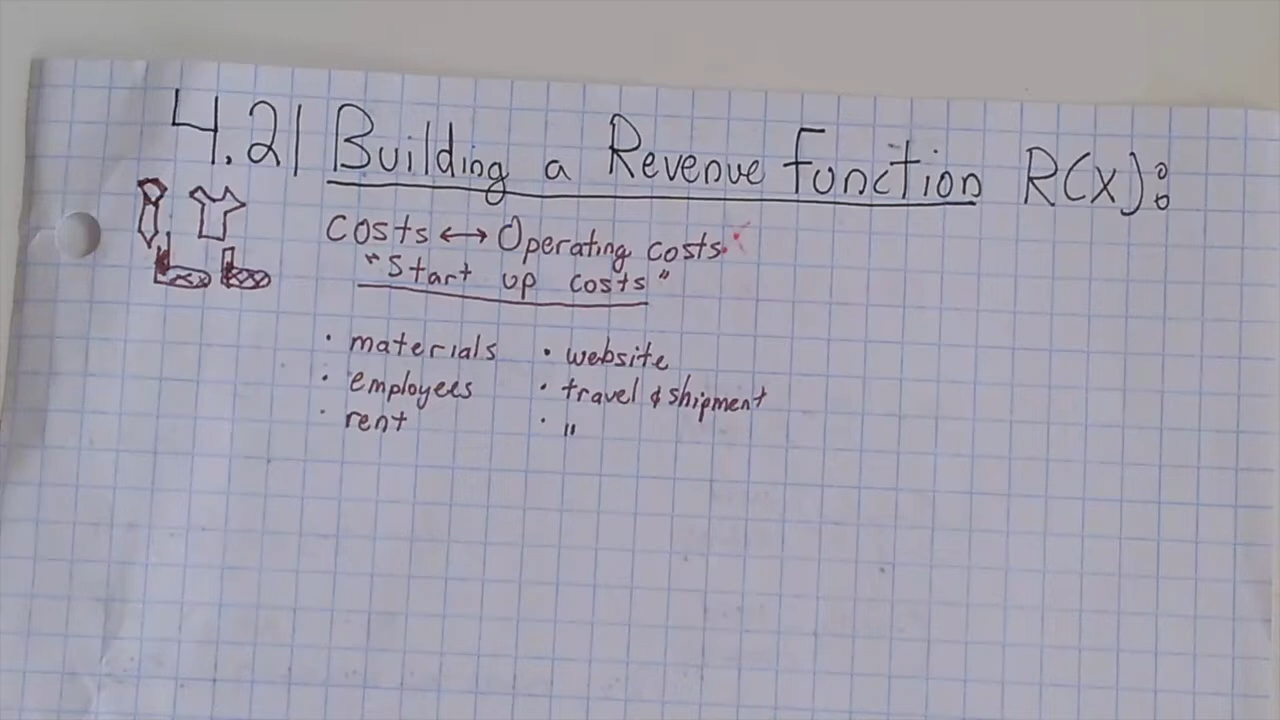 4.21 Building a Revenue function R(x):
costs ↔ Operating costs
"Start up costs"
· materials · website
· employees · travel & shipment
· rent · "